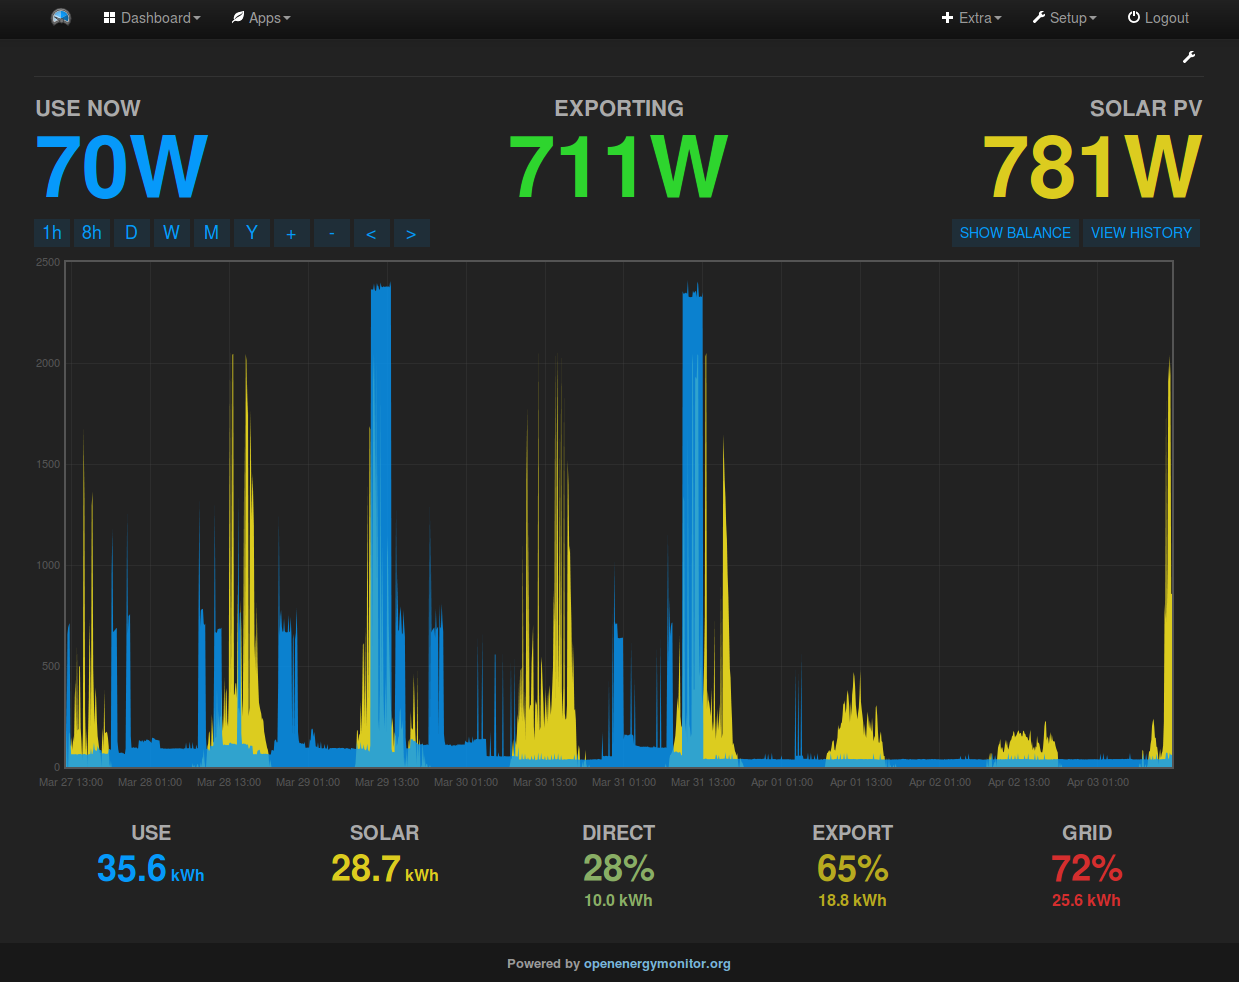 Dashboard Apps Extra Setup Logout
USE NOW EXPORTING SOLAR PV
70W 711W 781W
1h 8h D W M Y + - < > SHOW BALANCE VIEW HISTORY
2500
2000
1500
1000
500
0
Mar 27 13:00 Mar 28 01:00 Mar 28 13:00 Mar 29 01:00 Mar 29 13:00 Mar 30 01:00 Mar 30 13:00 Mar 31 01:00 Mar 31 13:00 Apr 01 01:00 Apr 01 13:00 Apr 02 01:00 Apr 02 13:00 Apr 03 01:00
USE SOLAR DIRECT EXPORT GRID
35.6 kWh 28.7 kWh 28% 65% 72%
10.0 kWh 18.8 kWh 25.6 kWh
Powered by openenergymonitor.org